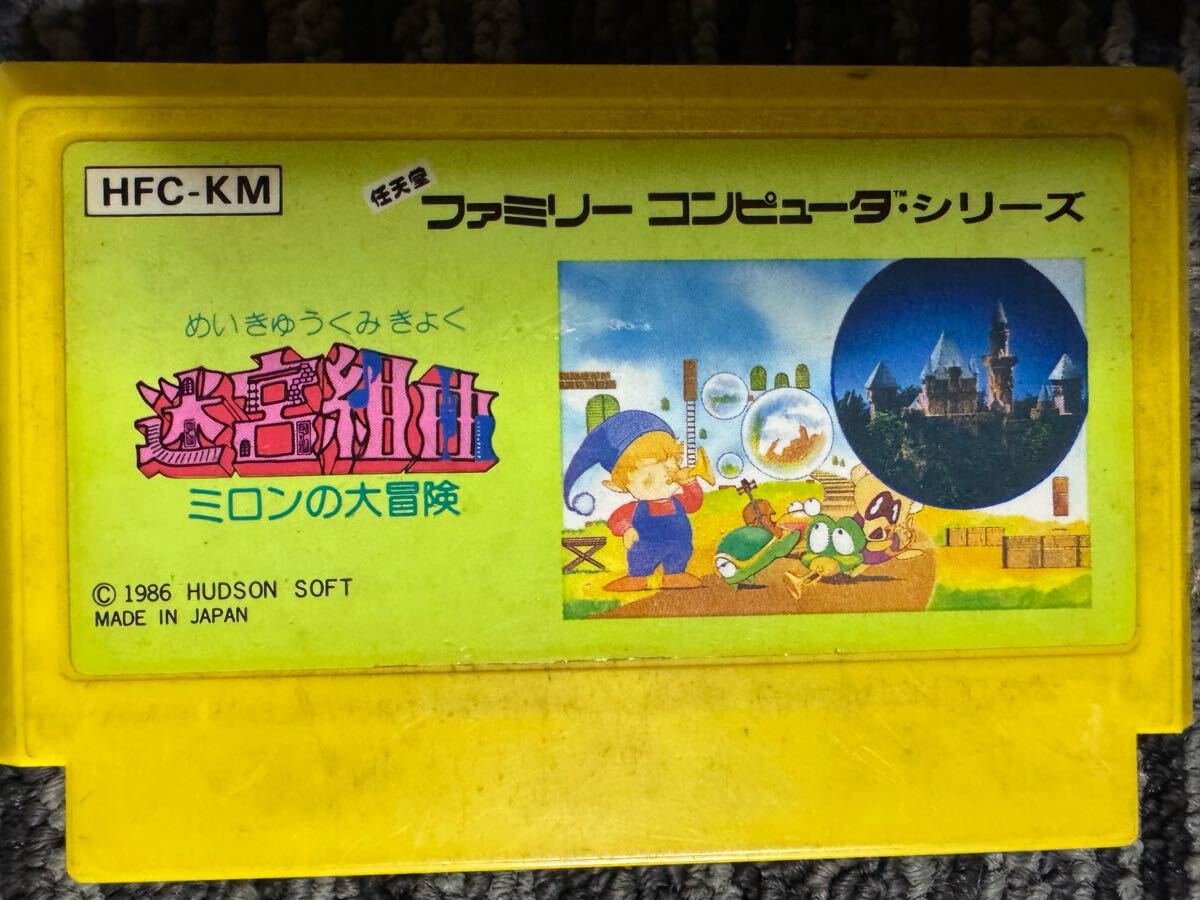 HFC-KM
任天堂 ファミリー コンピュータ™・シリーズ
めいきゅうくみきょく
迷宮組曲
ミロンの大冒険
© 1986 HUDSON SOFT
MADE IN JAPAN